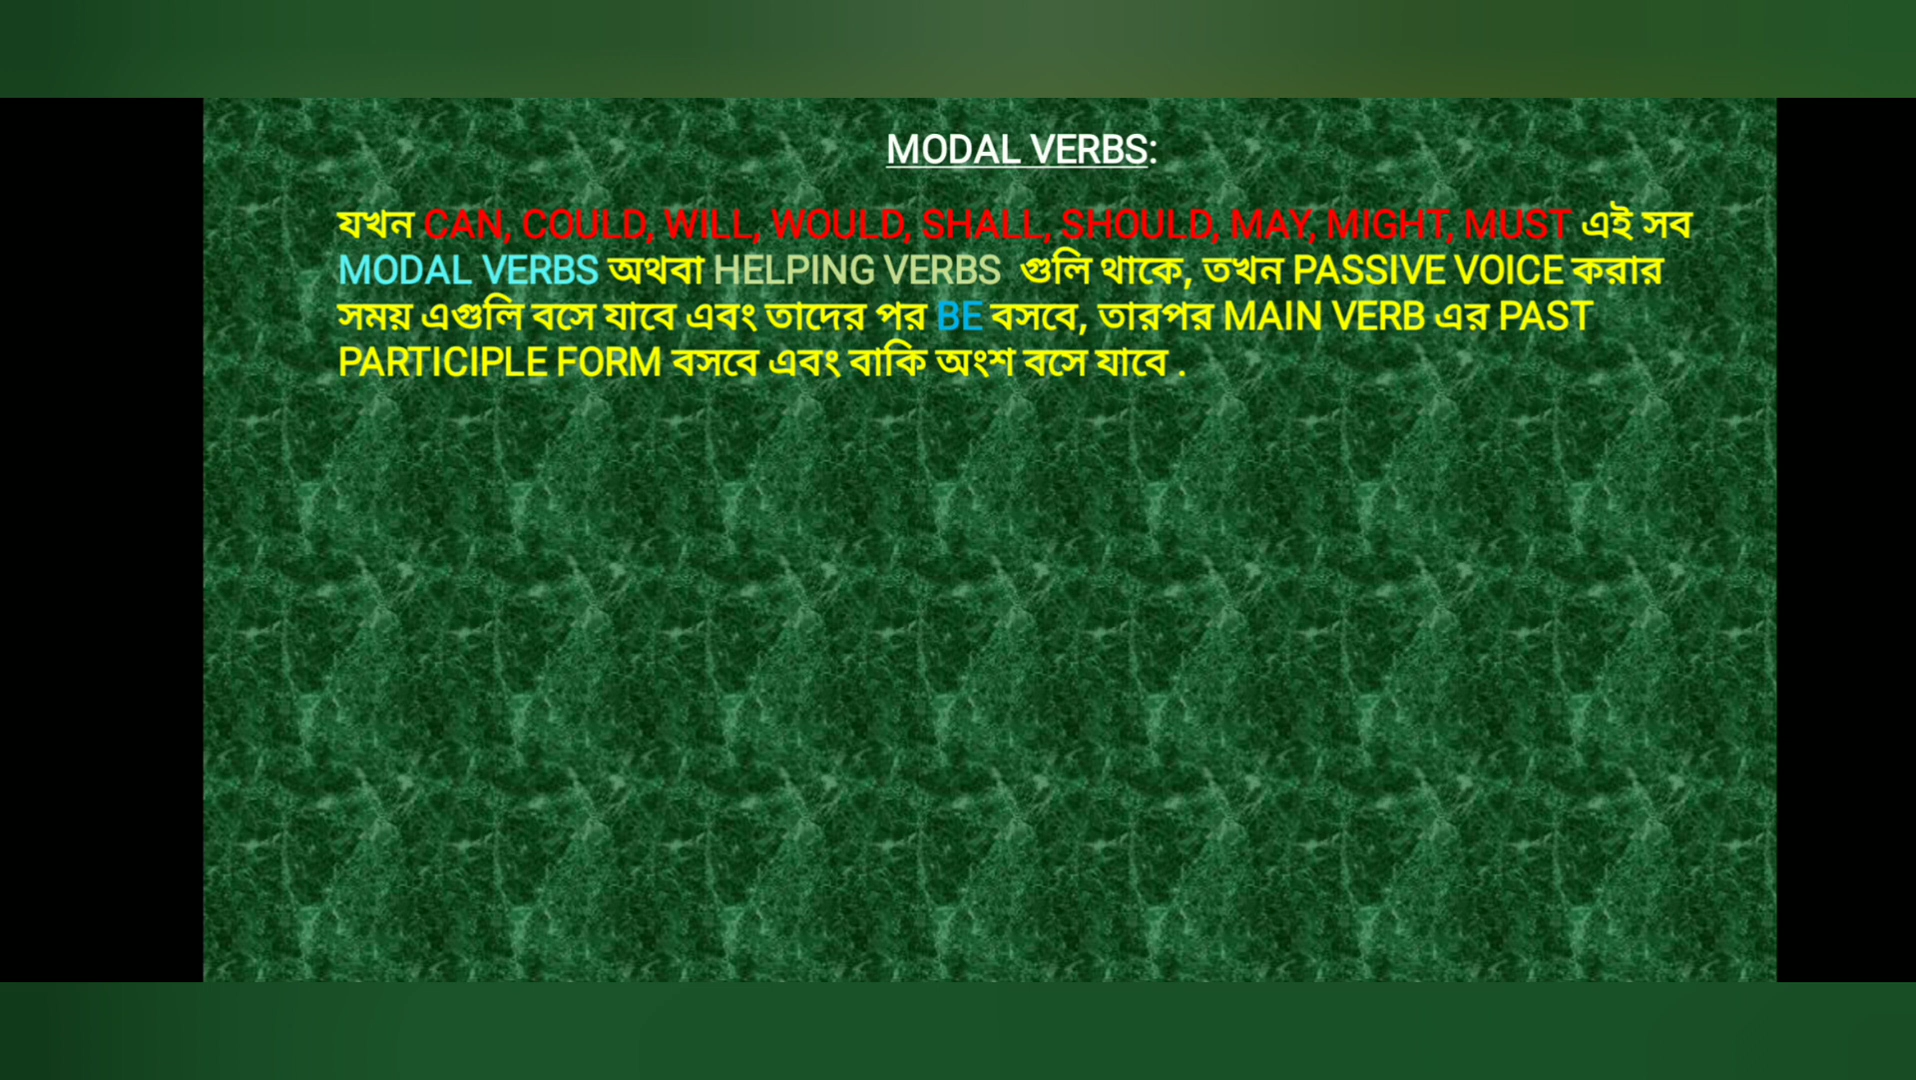 MODAL VERBS:
যখন CAN, COULD, WILL, WOULD, SHALL, SHOULD, MAY, MIGHT, MUST এই সব
MODAL VERBS অথবা HELPING VERBS গুলি থাকে, তখন PASSIVE VOICE করার
সময় এগুলি বসে যাবে এবং তাদের পর BE বসবে, তারপর MAIN VERB এর PAST
PARTICIPLE FORM বসবে এবং বাকি অংশ বসে যাবে .